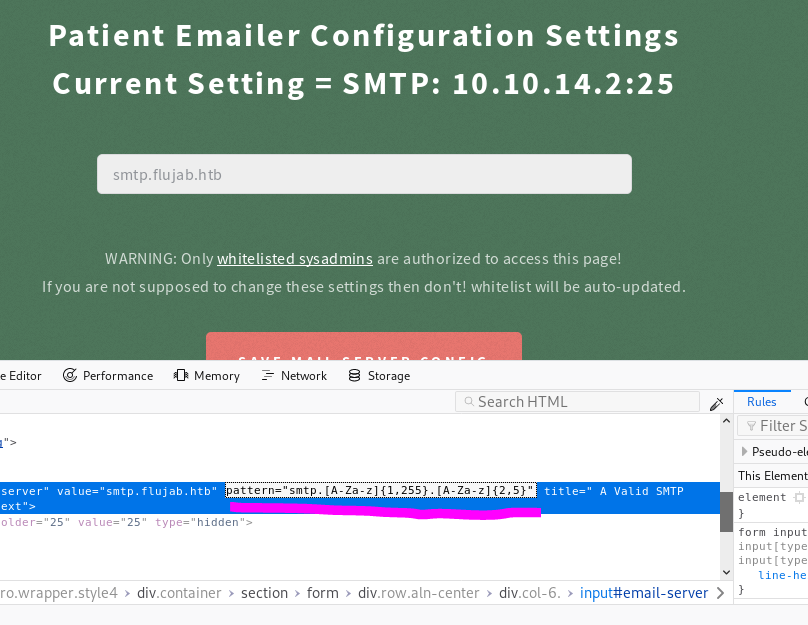 Patient Emailer Configuration Settings
Current Setting = SMTP: 10.10.14.2:25
smtp.flujab.htb
WARNING: Only whitelisted sysadmins are authorized to access this page!
If you are not supposed to change these settings then don't! whitelist will be auto-updated.
SAVE MAIL SERVER CONFIG
e Editor Performance Memory Network Storage
Search HTML
Rules
Filter S
">
Pseudo-el
This Element
server" value="smtp.flujab.htb" pattern="smtp.[A-Za-z]{1,255}.[A-Za-z]{2,5}" title=" A Valid SMTP
ext">
element
}
older="25" value="25" type="hidden">
form input
input[type
input[type
line-he
}
ro.wrapper.style4 › div.container › section › form › div.row.aln-center › div.col-6. › input#email-server